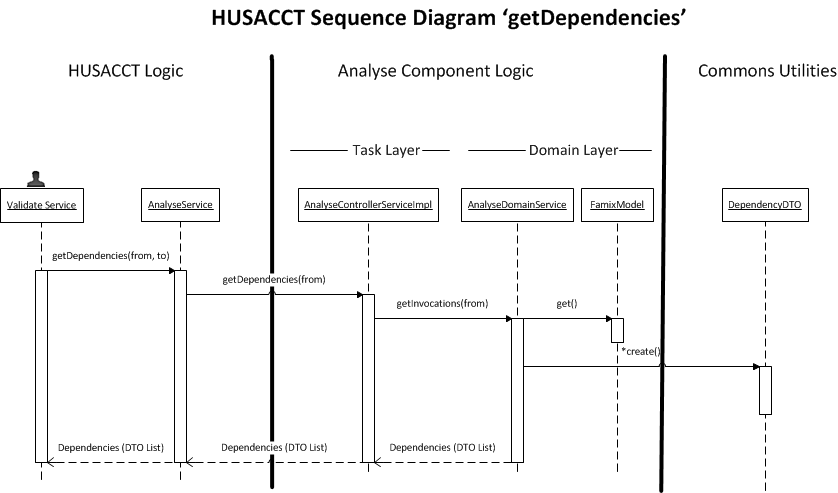 HUSACCT Sequence Diagram ‘getDependencies’
HUSACCT Logic
Analyse Component Logic
Commons Utilities
Task Layer
Domain Layer
Validate Service
AnalyseService
AnalyseControllerServiceImpl
AnalyseDomainService
FamixModel
DependencyDTO
getDependencies(from, to)
getDependencies(from)
getInvocations(from)
get()
*create()
Dependencies (DTO List)
Dependencies (DTO List)
Dependencies (DTO List)